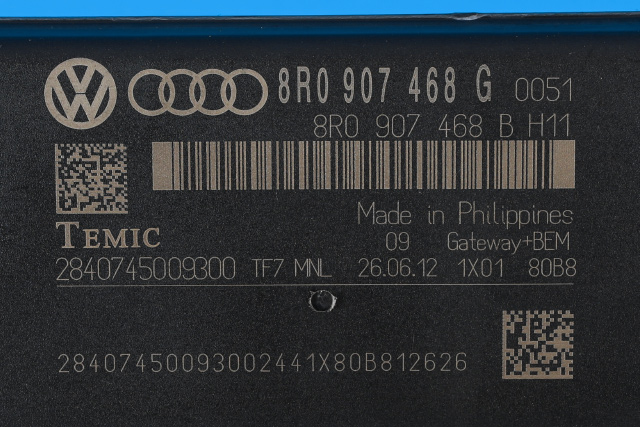 8R0 907 468 G 0051
8R0 907 468 B H11
Made in Philippines
TEMIC 09 Gateway+BEM
2840745009300 TF7 MNL 26.06.12 1X01 80B8
28407450093002441X80B812626